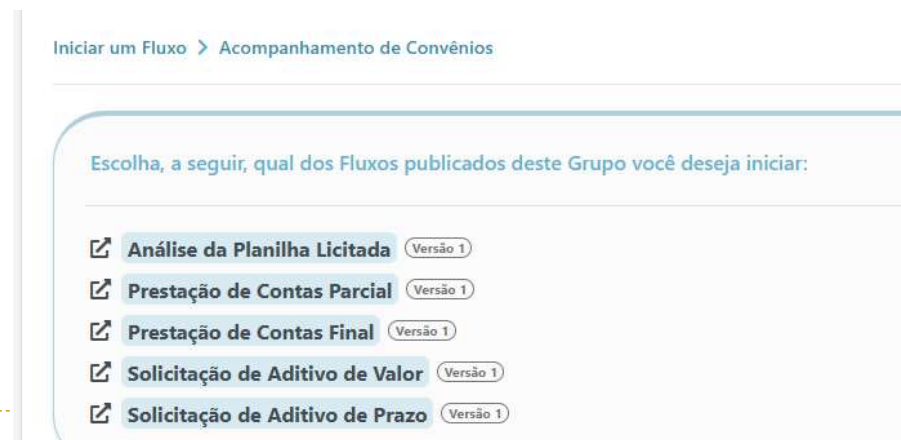 Iniciar um Fluxo > Acompanhamento de Convênios
Escolha, a seguir, qual dos Fluxos publicados deste Grupo você deseja iniciar:
Análise da Planilha Licitada Versão 1
Prestação de Contas Parcial Versão 1
Prestação de Contas Final Versão 1
Solicitação de Aditivo de Valor Versão 1
Solicitação de Aditivo de Prazo Versão 1